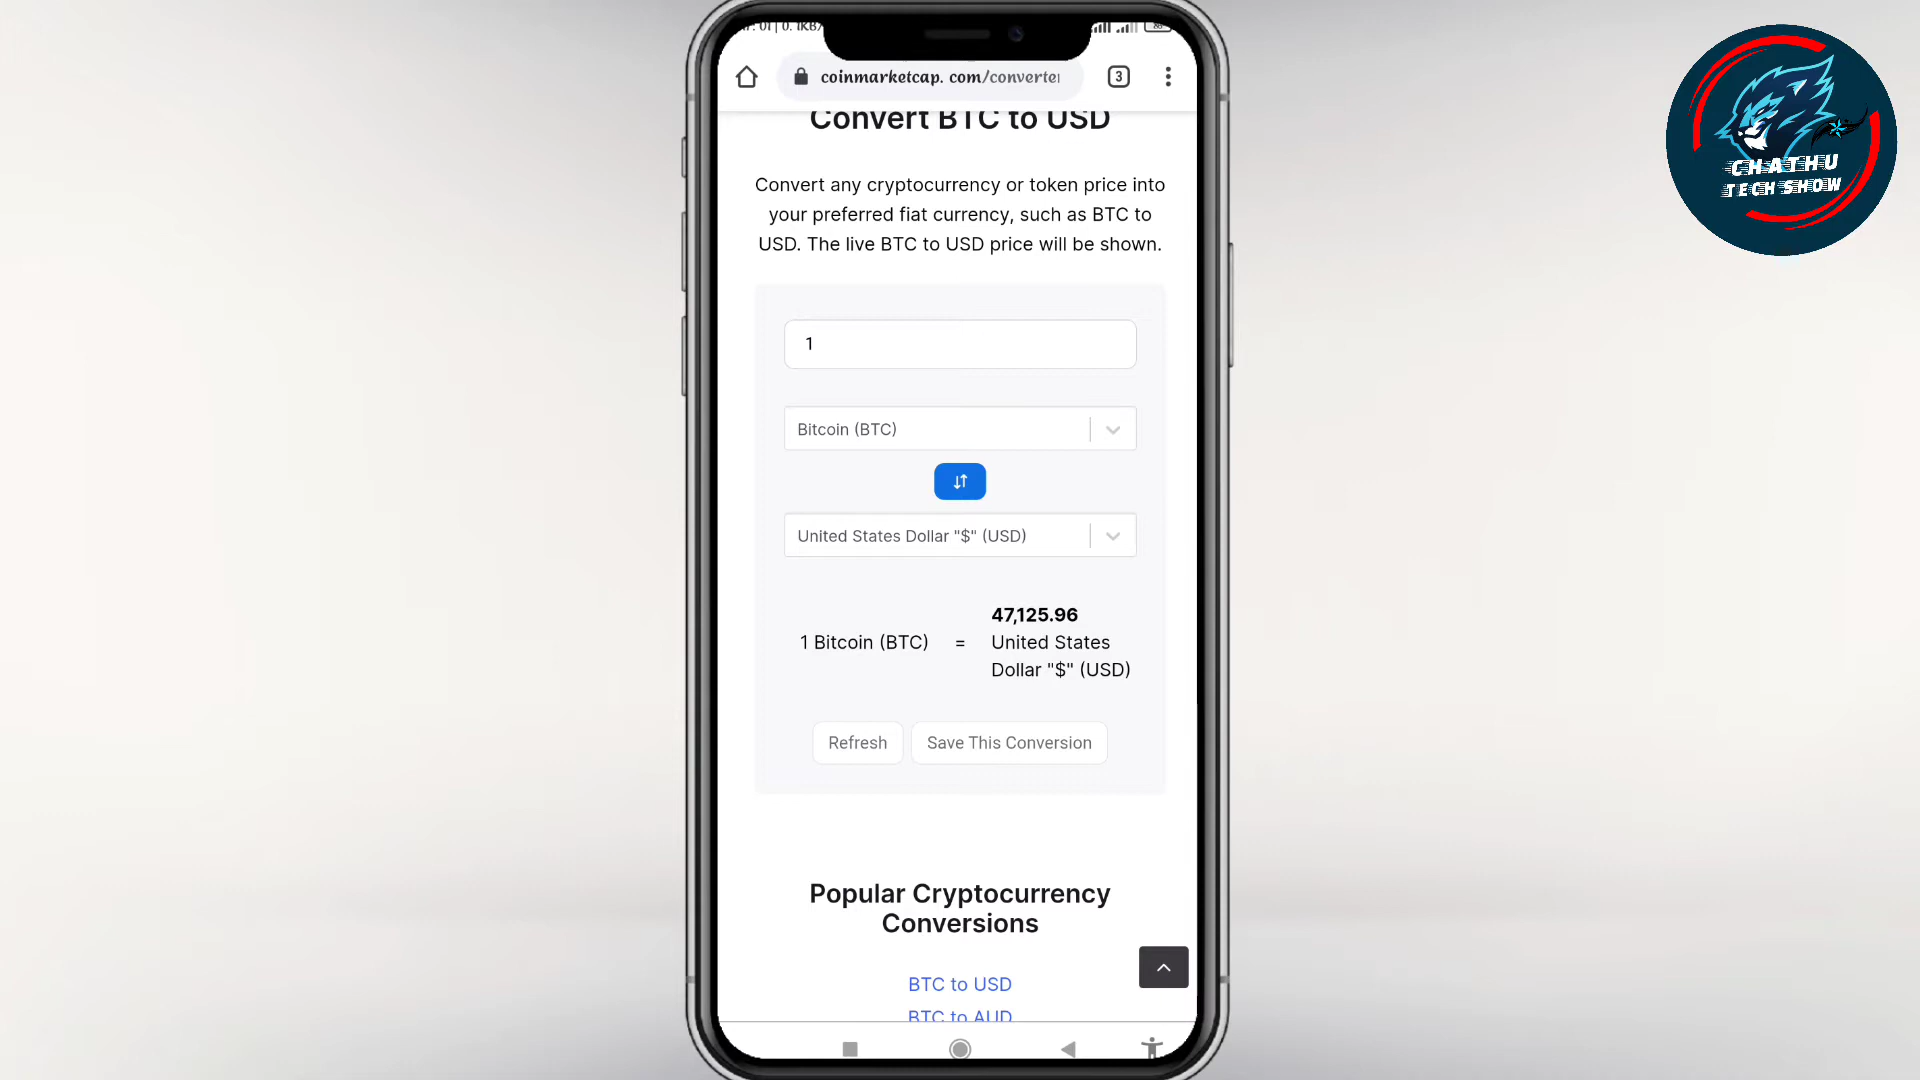 coinmarketcap. com/converter
3
Convert BTC to USD
Convert any cryptocurrency or token price into
your preferred fiat currency, such as BTC to
USD. The live BTC to USD price will be shown.
1
Bitcoin (BTC)
United States Dollar "$" (USD)
47,125.96
1 Bitcoin (BTC) = United States
Dollar "$" (USD)
Refresh Save This Conversion
Popular Cryptocurrency
Conversions
BTC to USD
BTC to AUD
CHATHU
TECH SHOW